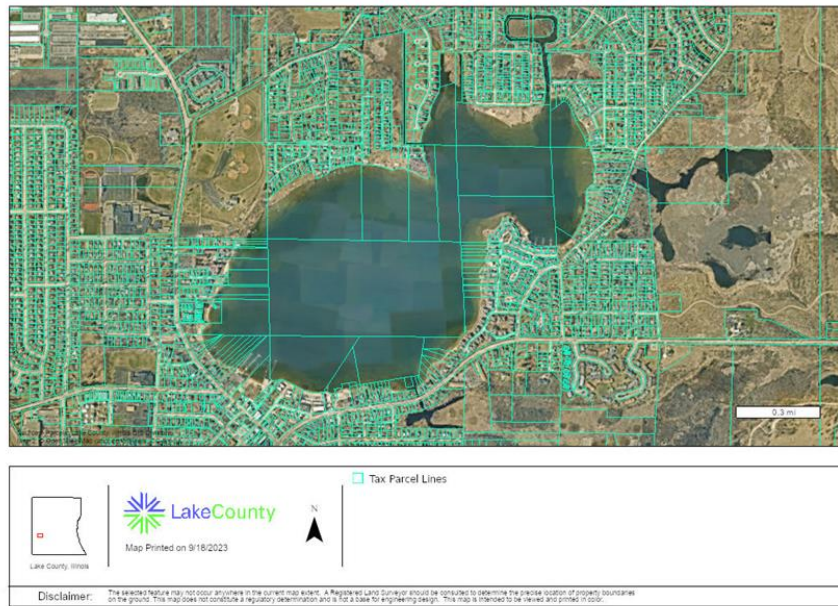 0.3 mi
Tax Parcel Lines
LakeCounty
N
Map Printed on 9/18/2023
Lake County, Illinois
Disclaimer:
The selected feature may not occur anywhere in the current map extent. A Registered Land Surveyor should be consulted to determine the precise location of property boundaries
on the ground. This map does not constitute a regulatory determination and is not a base for engineering design. This map is intended to be viewed and printed in color.